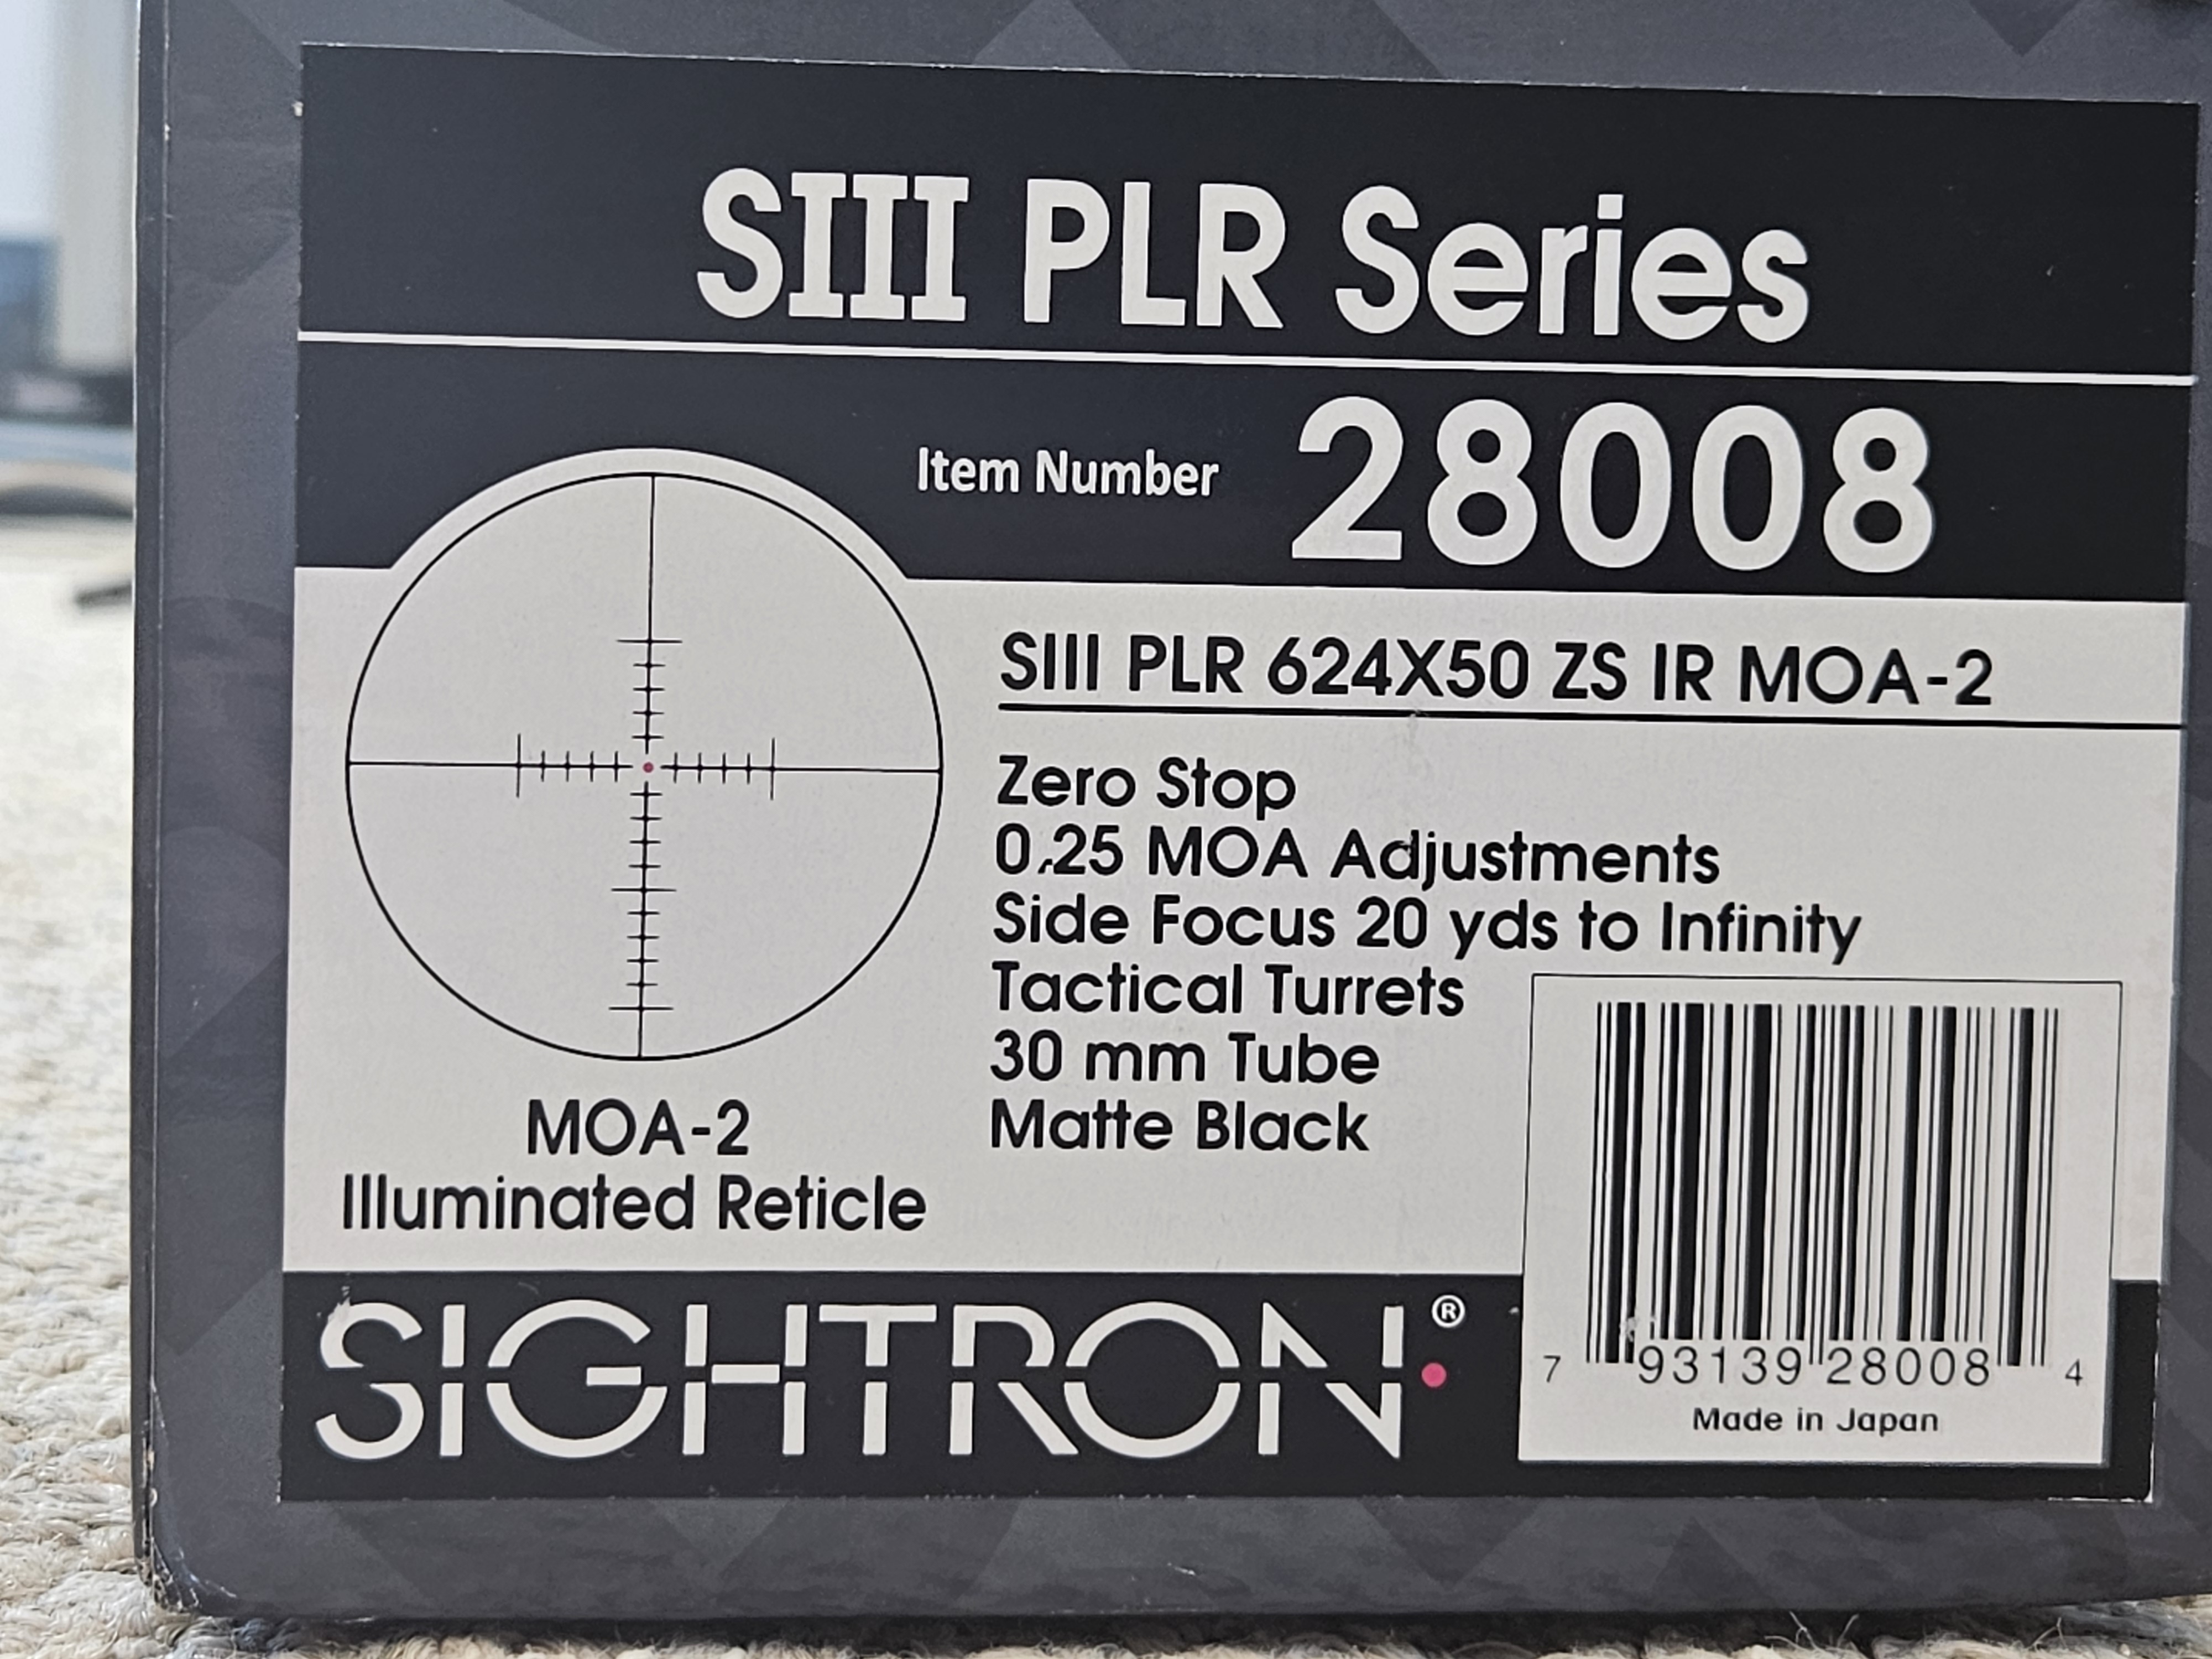 SIII PLR Series
Item Number 28008
SIII PLR 624X50 ZS IR MOA-2
Zero Stop
0.25 MOA Adjustments
Side Focus 20 yds to Infinity
Tactical Turrets
30 mm Tube
Matte Black
MOA-2
Illuminated Reticle
SIGHTRON®
7 93139 28008 4
Made in Japan